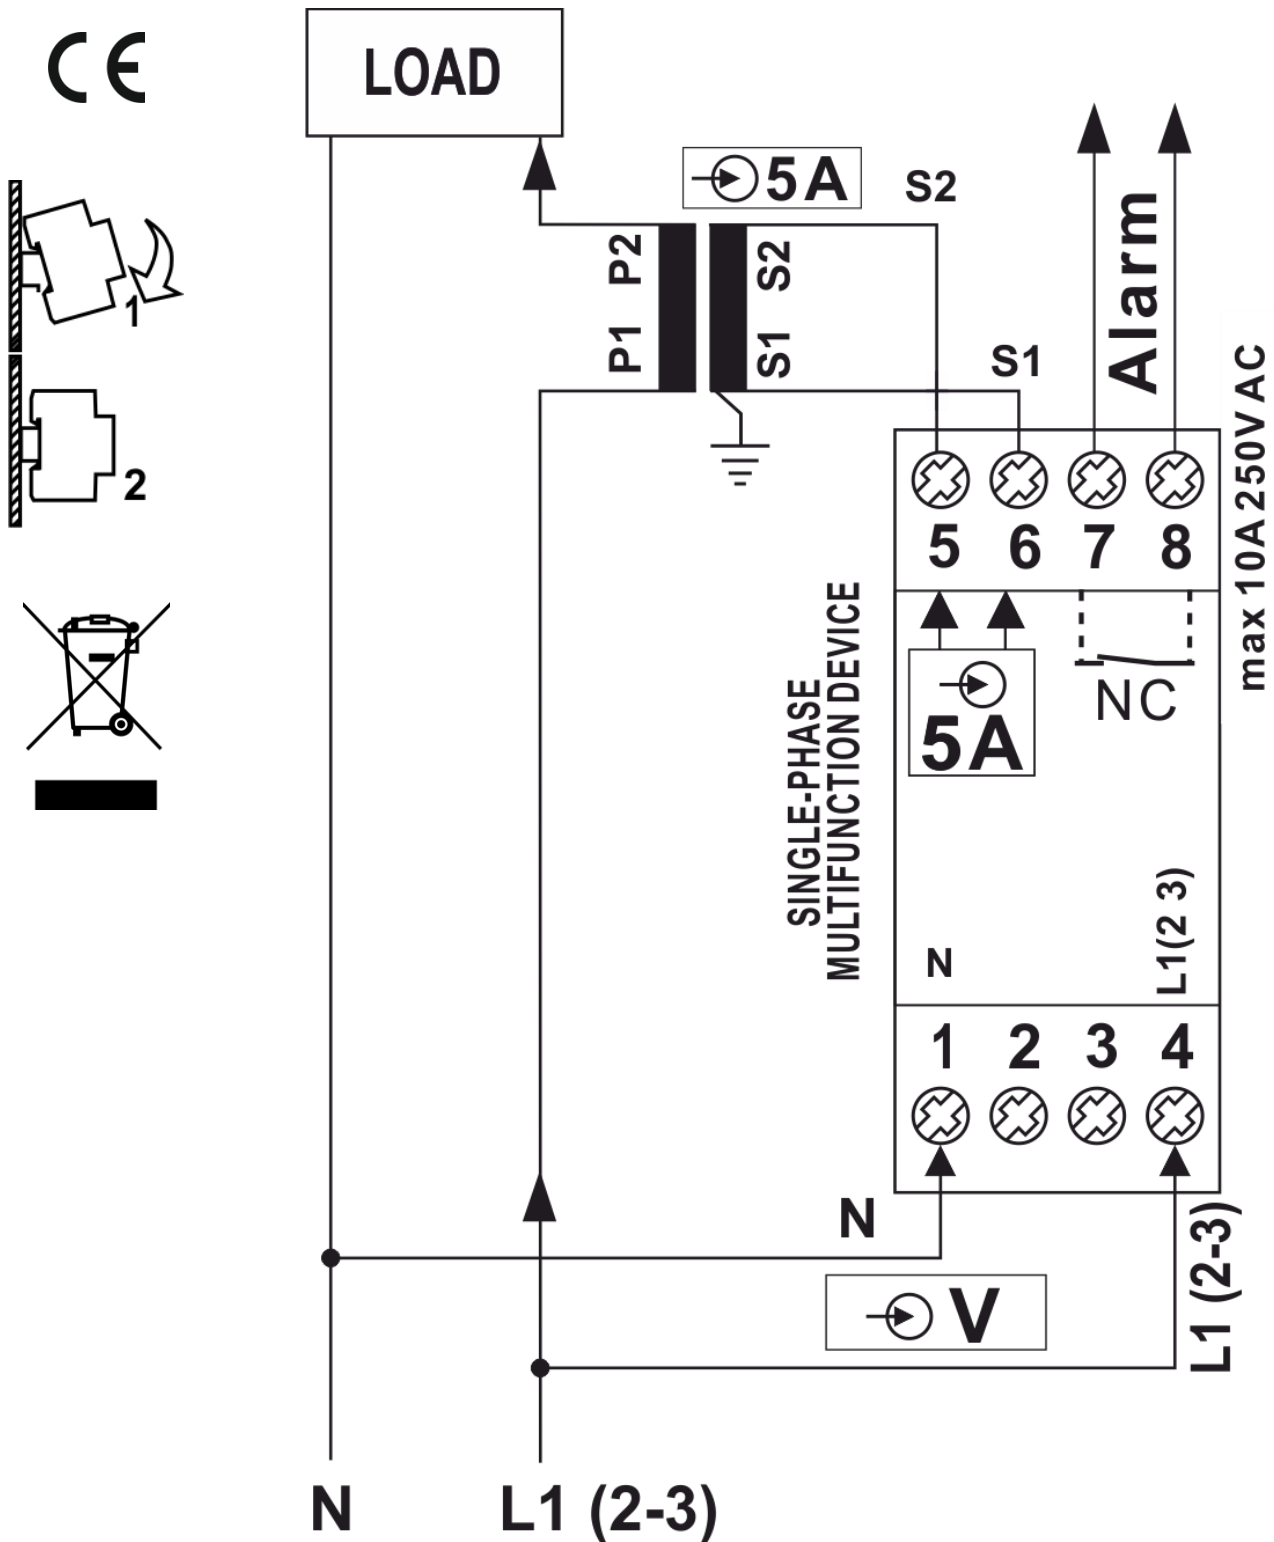 CE
LOAD
5A
S2
P2
S2
P1
S1
S1
Alarm
max 10A 250V AC
1
2
5 6 7 8
SINGLE-PHASE
MULTIFUNCTION DEVICE
5A
NC
N
L1(2 3)
1 2 3 4
N
L1 (2-3)
V
N
L1 (2-3)